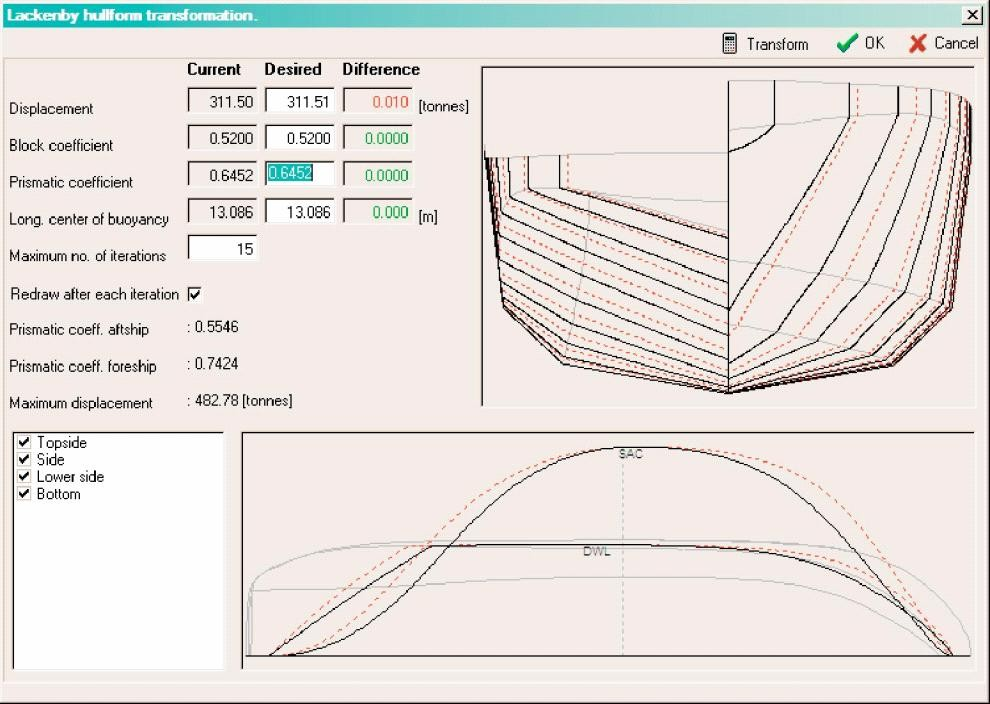 Lackenby hullform transformation.
Transform OK Cancel
Current Desired Difference
Displacement 311.50 311.51 0.010 [tonnes]
Block coefficient 0.5200 0.5200 0.0000
Prismatic coefficient 0.6452 0.6452 0.0000
Long. center of buoyancy 13.086 13.086 0.000 [m]
Maximum no. of iterations 15
Redraw after each iteration
Prismatic coeff. aftship : 0.5546
Prismatic coeff. foreship : 0.7424
Maximum displacement : 482.78 [tonnes]
Topside
Side
Lower side
Bottom
SAC
DWL